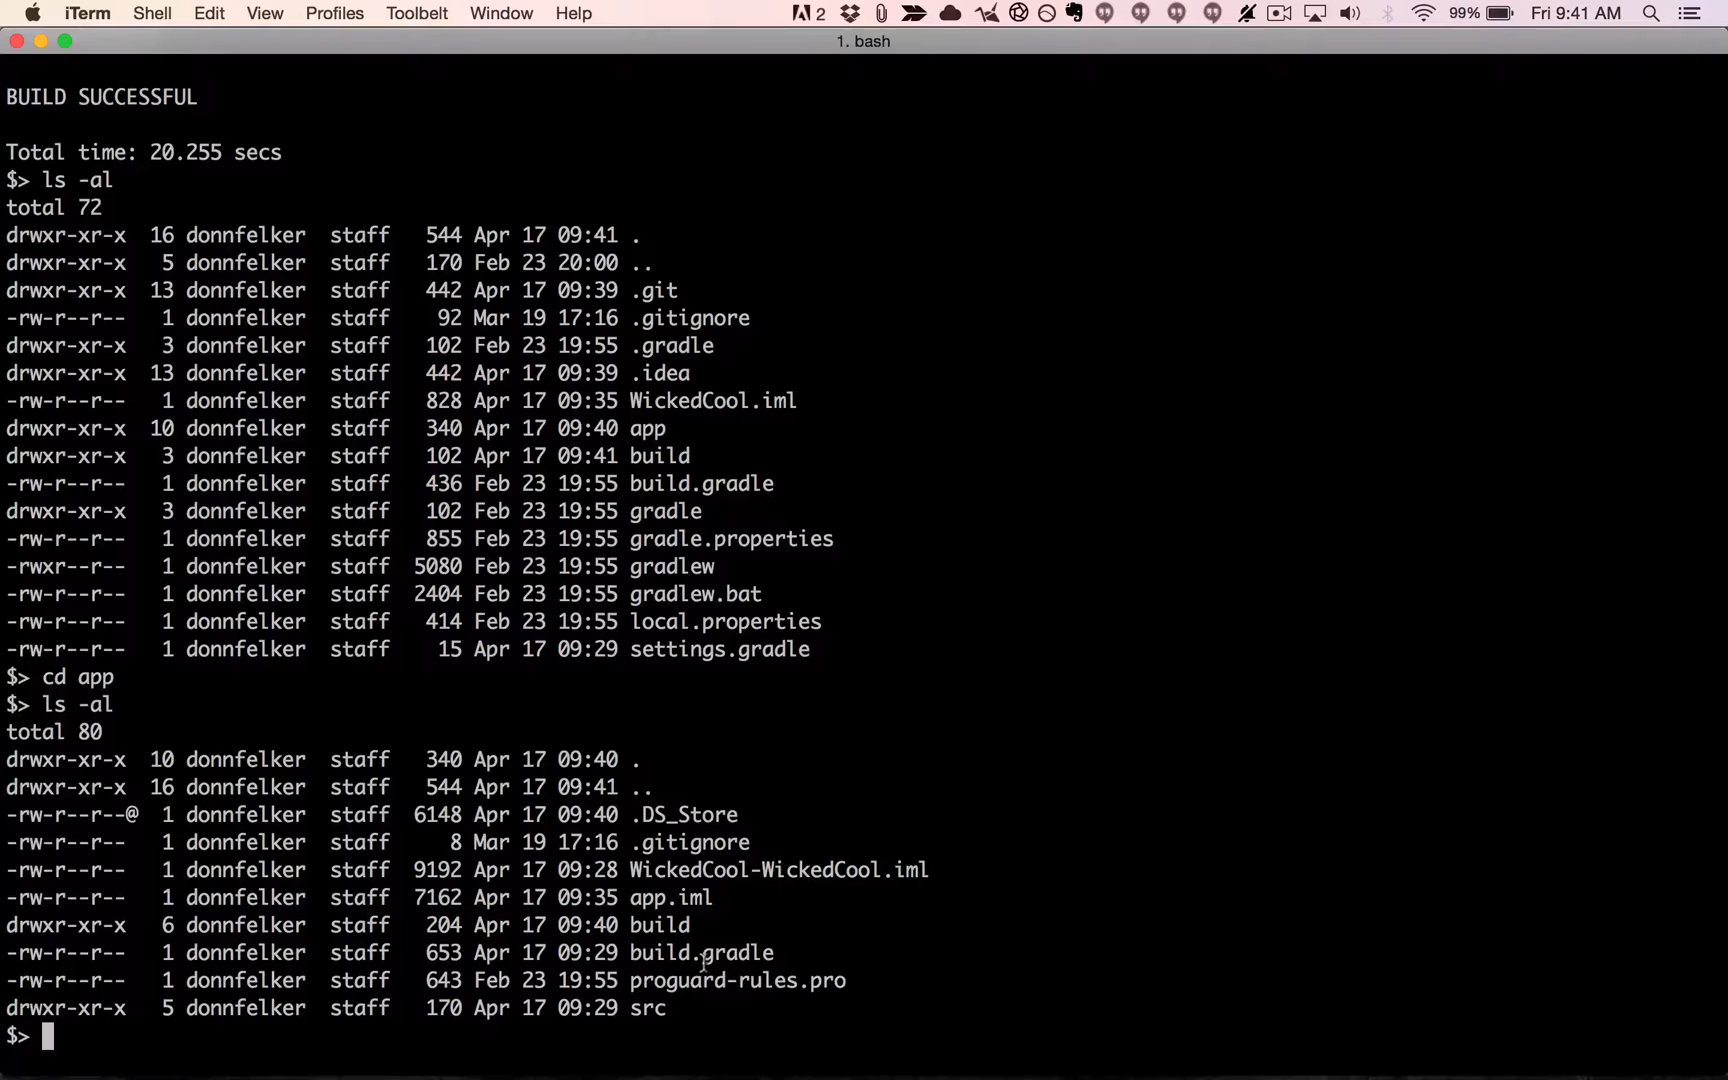 iTerm Shell Edit View Profiles Toolbelt Window Help 2 99% Fri 9:41 AM
1. bash
BUILD SUCCESSFUL
Total time: 20.255 secs
$> ls -al
total 72
drwxr-xr-x  16 donnfelker  staff   544 Apr 17 09:41 .
drwxr-xr-x   5 donnfelker  staff   170 Feb 23 20:00 ..
drwxr-xr-x  13 donnfelker  staff   442 Apr 17 09:39 .git
-rw-r--r--   1 donnfelker  staff    92 Mar 19 17:16 .gitignore
drwxr-xr-x   3 donnfelker  staff   102 Feb 23 19:55 .gradle
drwxr-xr-x  13 donnfelker  staff   442 Apr 17 09:39 .idea
-rw-r--r--   1 donnfelker  staff   828 Apr 17 09:35 WickedCool.iml
drwxr-xr-x  10 donnfelker  staff   340 Apr 17 09:40 app
drwxr-xr-x   3 donnfelker  staff   102 Apr 17 09:41 build
-rw-r--r--   1 donnfelker  staff   436 Feb 23 19:55 build.gradle
drwxr-xr-x   3 donnfelker  staff   102 Feb 23 19:55 gradle
-rw-r--r--   1 donnfelker  staff   855 Feb 23 19:55 gradle.properties
-rwxr--r--   1 donnfelker  staff  5080 Feb 23 19:55 gradlew
-rw-r--r--   1 donnfelker  staff  2404 Feb 23 19:55 gradlew.bat
-rw-r--r--   1 donnfelker  staff   414 Feb 23 19:55 local.properties
-rw-r--r--   1 donnfelker  staff    15 Apr 17 09:29 settings.gradle
$> cd app
$> ls -al
total 80
drwxr-xr-x  10 donnfelker  staff   340 Apr 17 09:40 .
drwxr-xr-x  16 donnfelker  staff   544 Apr 17 09:41 ..
-rw-r--r--@  1 donnfelker  staff  6148 Apr 17 09:40 .DS_Store
-rw-r--r--   1 donnfelker  staff     8 Mar 19 17:16 .gitignore
-rw-r--r--   1 donnfelker  staff  9192 Apr 17 09:28 WickedCool-WickedCool.iml
-rw-r--r--   1 donnfelker  staff  7162 Apr 17 09:35 app.iml
drwxr-xr-x   6 donnfelker  staff   204 Apr 17 09:40 build
-rw-r--r--   1 donnfelker  staff   653 Apr 17 09:29 build.gradle
-rw-r--r--   1 donnfelker  staff   643 Feb 23 19:55 proguard-rules.pro
drwxr-xr-x   5 donnfelker  staff   170 Apr 17 09:29 src
$>